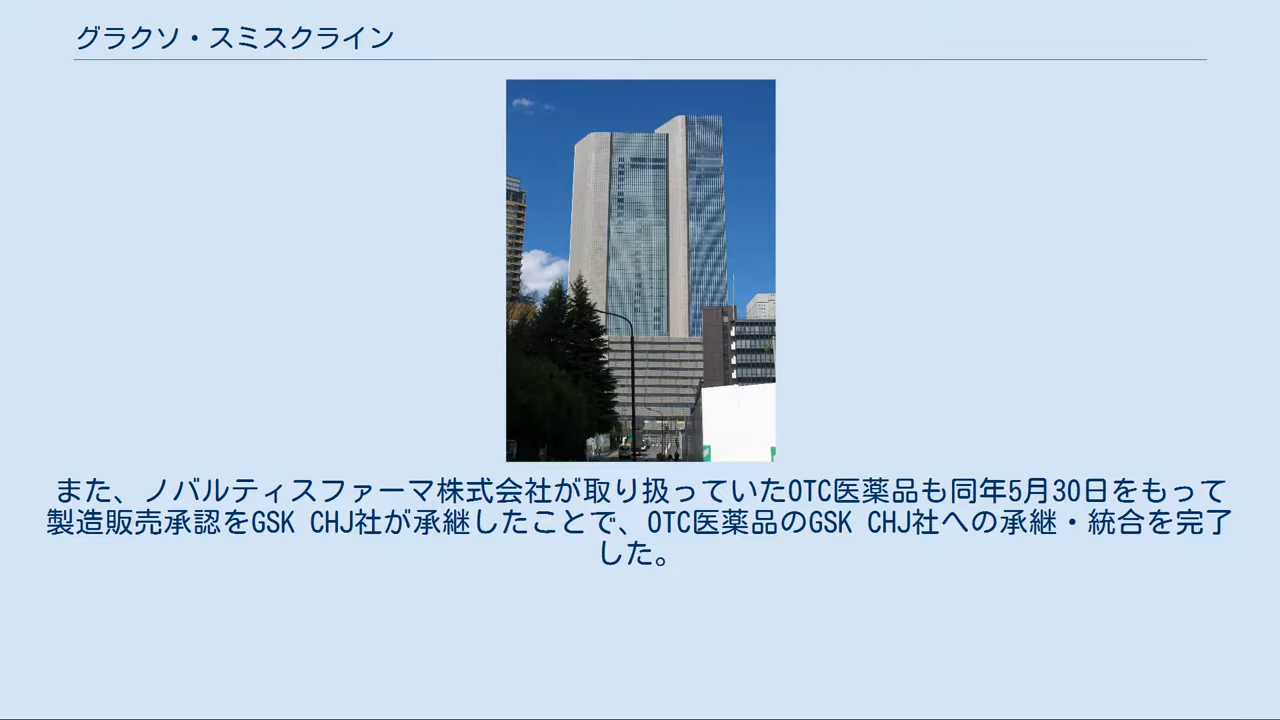 グラクソ・スミスクライン
また、ノバルティスファーマ株式会社が取り扱っていたOTC医薬品も同年5月30日をもって
製造販売承認をGSK CHJ社が承継したことで、OTC医薬品のGSK CHJ社への承継・統合を完了
した。